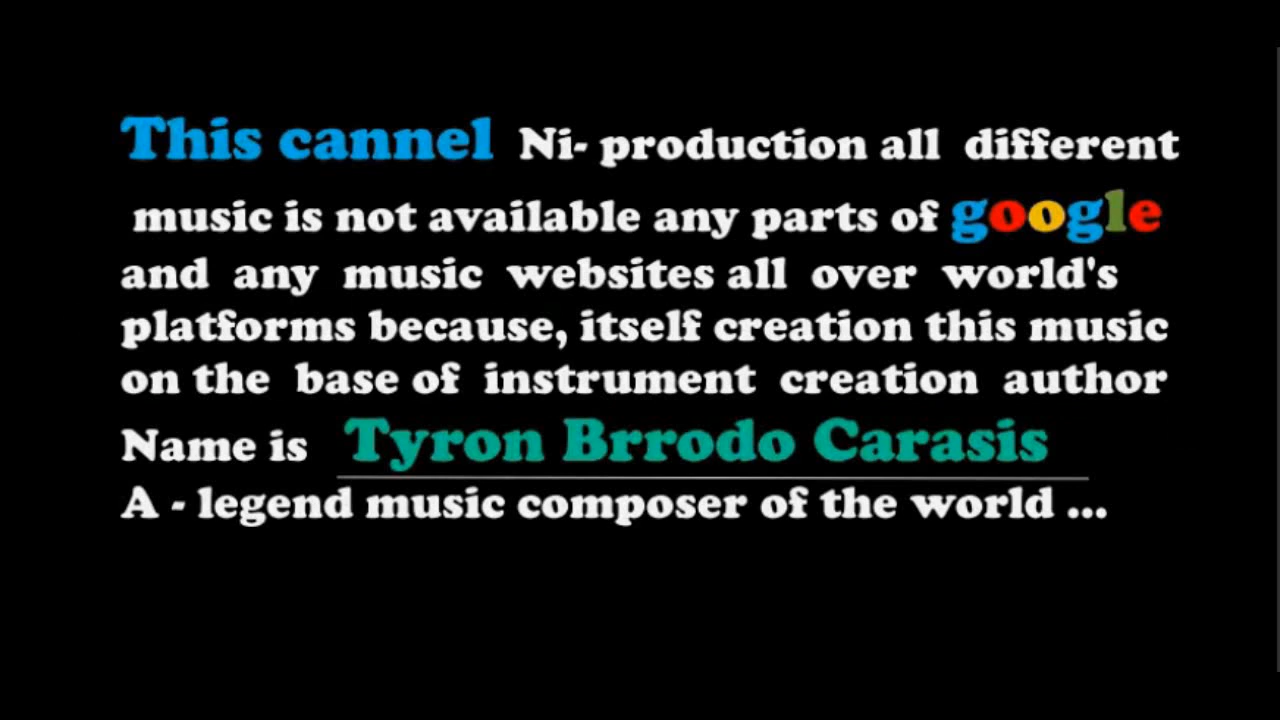 This cannel Ni- production all different
music is not available any parts of google
and any music websites all over world's
platforms because, itself creation this music
on the base of instrument creation author
Name is Tyron Brrodo Carasis
A - legend music composer of the world ...